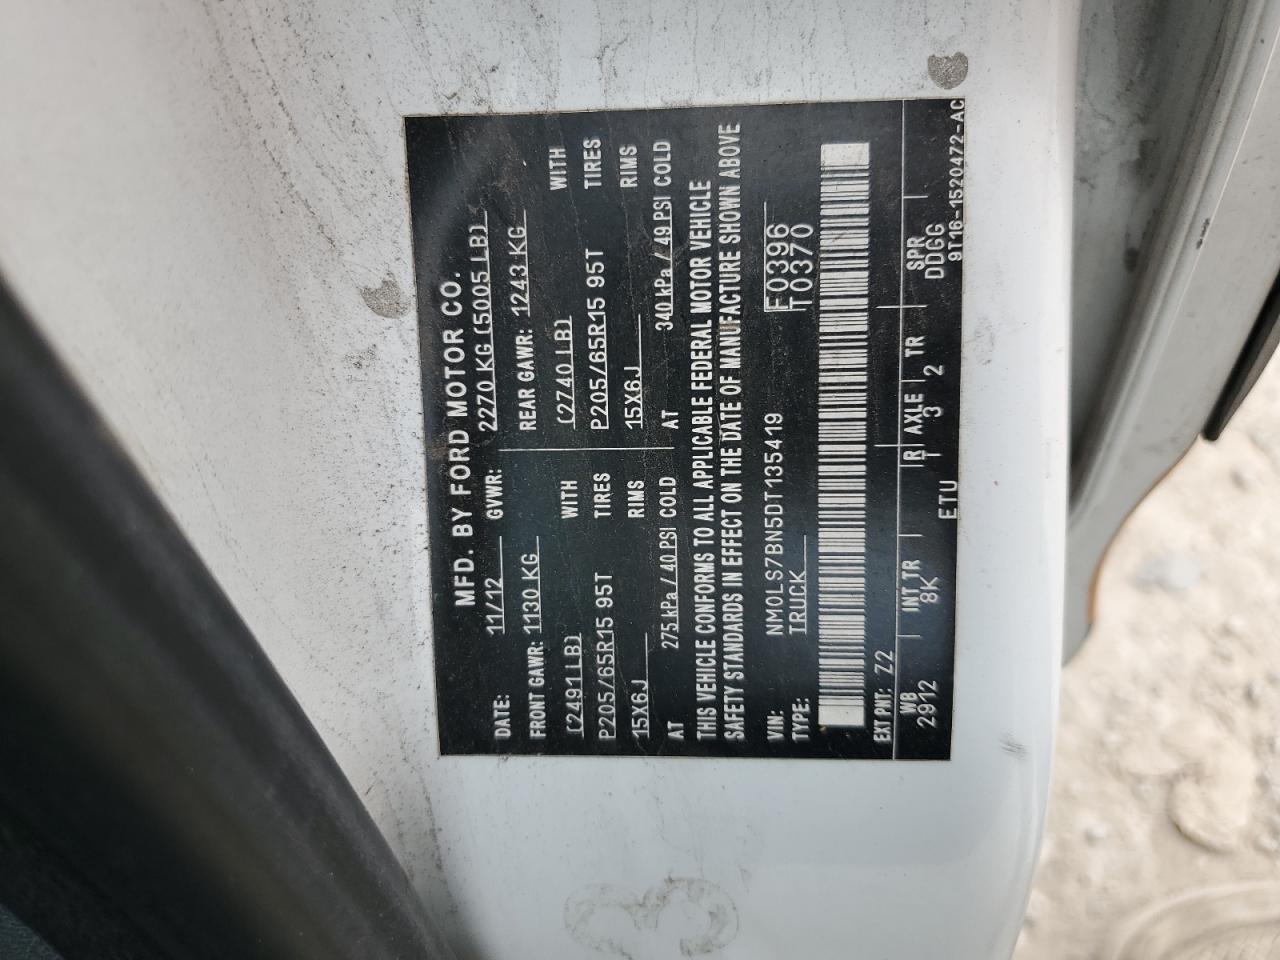 MFD. BY FORD MOTOR CO.
DATE: 11/12 GVWR: 2270 KG (5005 LB)
FRONT GAWR: 1130 KG REAR GAWR: 1243 KG
(2491 LB) WITH (2740 LB) WITH
P205/65R15 95T TIRES P205/65R15 95T TIRES
15X6J RIMS 15X6J RIMS
AT 275 kPa / 40 PSI COLD AT 340 kPa / 49 PSI COLD
THIS VEHICLE CONFORMS TO ALL APPLICABLE FEDERAL MOTOR VEHICLE
SAFETY STANDARDS IN EFFECT ON THE DATE OF MANUFACTURE SHOWN ABOVE
VIN: NM0LS7BN5DT135419 F0396
TYPE: TRUCK T0370
EXT PNT: Z2
WB INT TR R AXLE TR SPR
2912 8K T 3 2 DDGG
ETU 9T16-1520472-AC